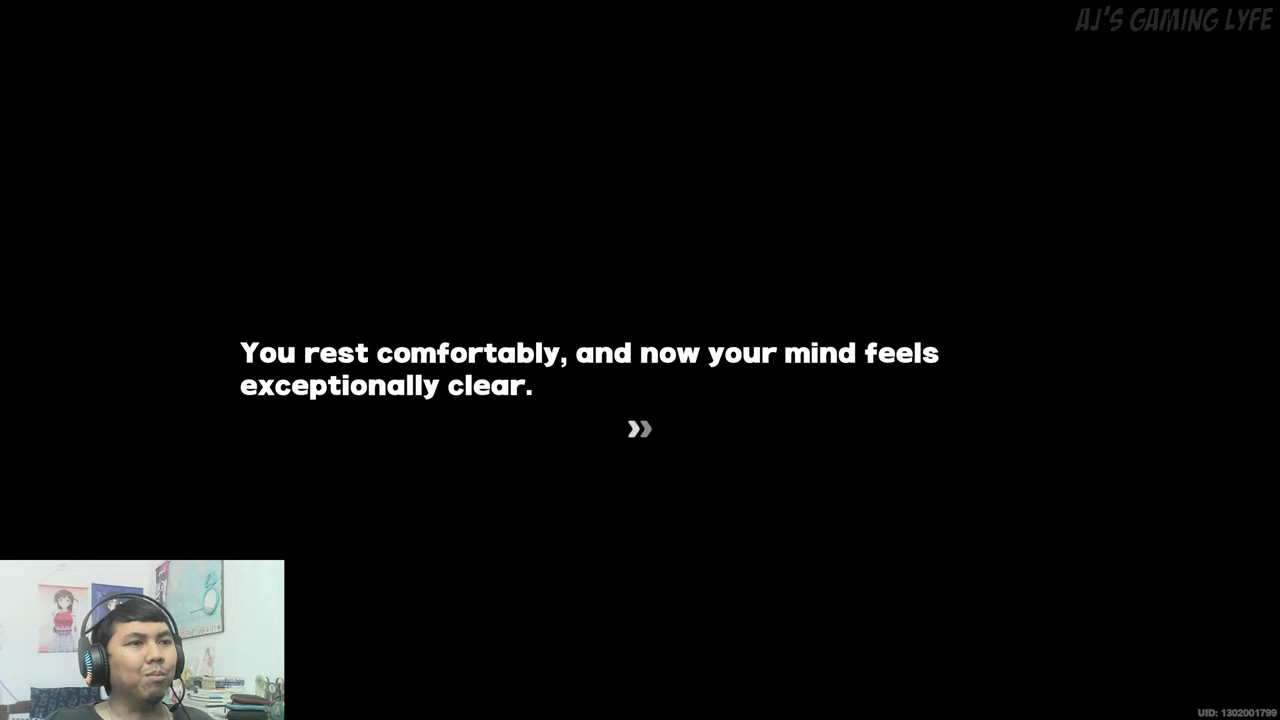 AJ'S GAMING LYFE
You rest comfortably, and now your mind feels
exceptionally clear.
UID: 1302001799